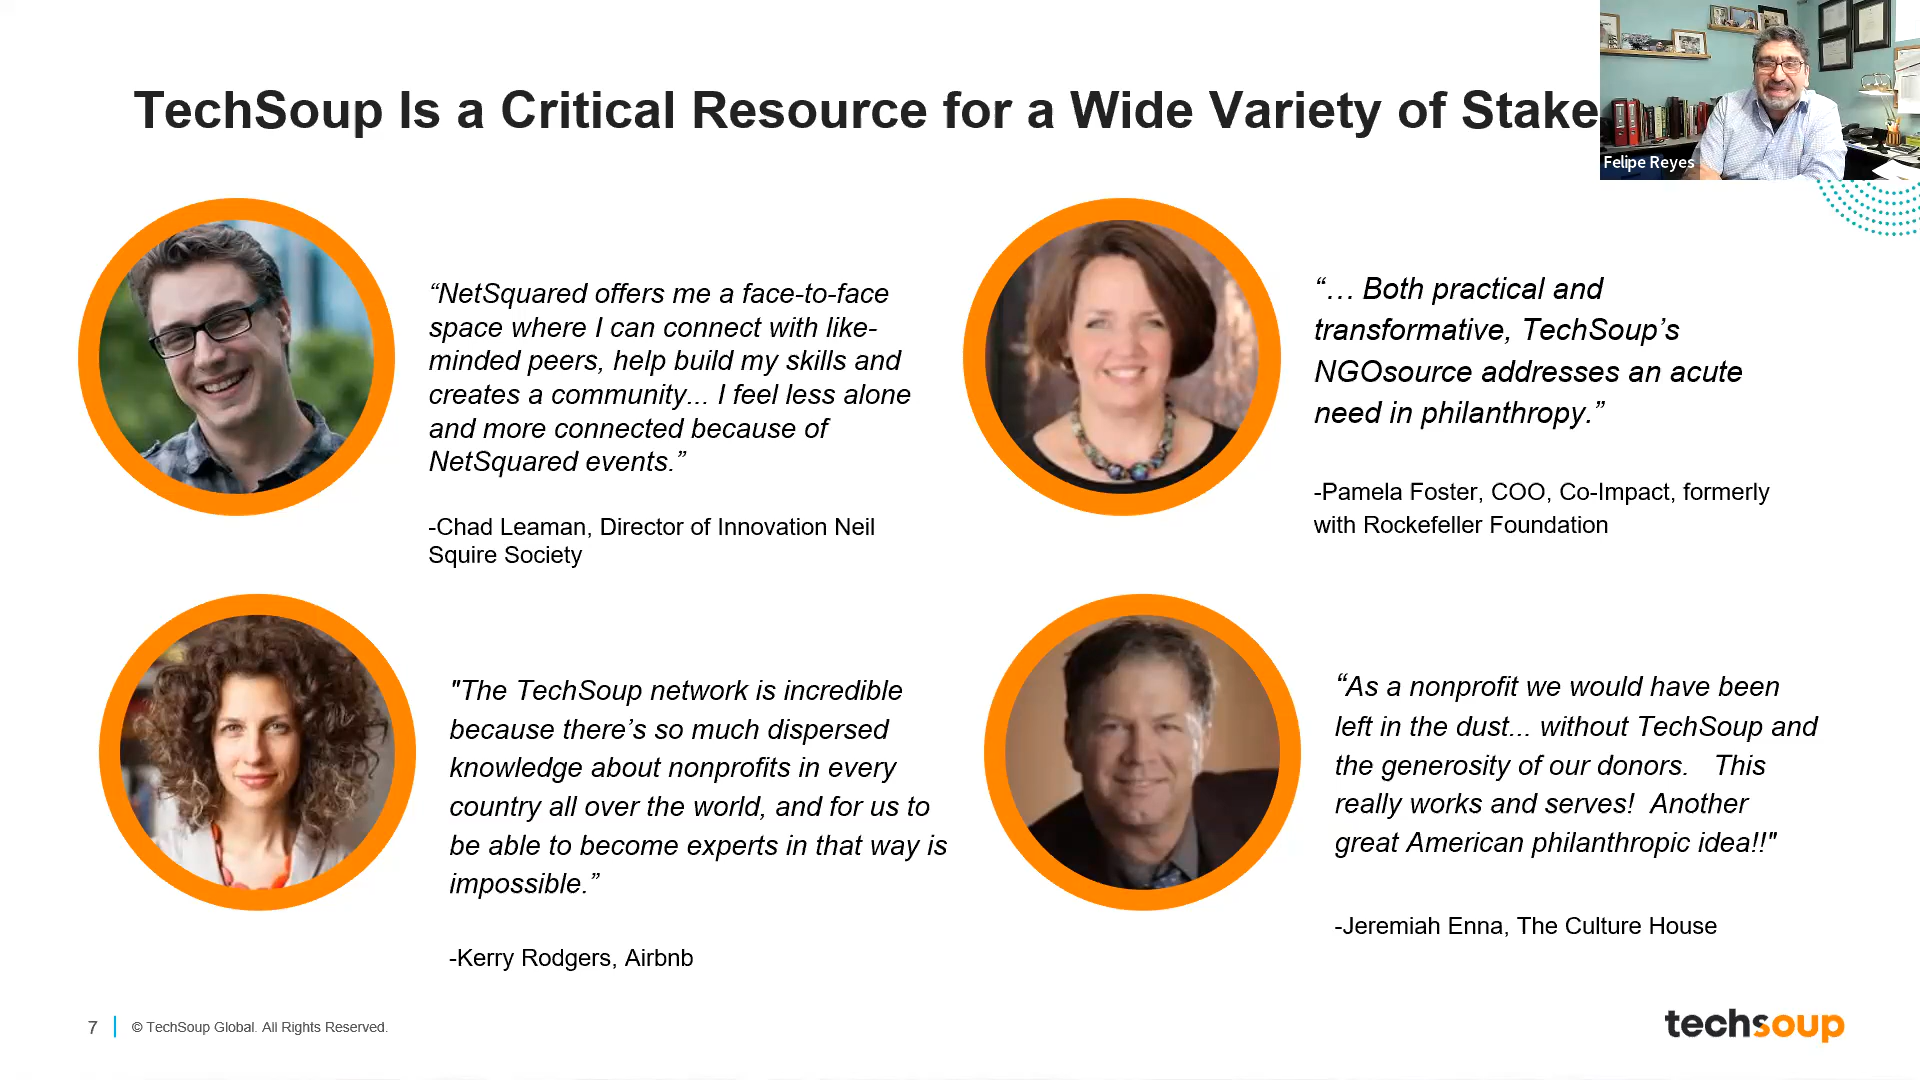 TechSoup Is a Critical Resource for a Wide Variety of Stake
Felipe Reyes
“NetSquared offers me a face-to-face
space where I can connect with like-
minded peers, help build my skills and
creates a community... I feel less alone
and more connected because of
NetSquared events.”
-Chad Leaman, Director of Innovation Neil
Squire Society
“… Both practical and
transformative, TechSoup’s
NGOsource addresses an acute
need in philanthropy.”
-Pamela Foster, COO, Co-Impact, formerly
with Rockefeller Foundation
"The TechSoup network is incredible
because there’s so much dispersed
knowledge about nonprofits in every
country all over the world, and for us to
be able to become experts in that way is
impossible.”
-Kerry Rodgers, Airbnb
“As a nonprofit we would have been
left in the dust... without TechSoup and
the generosity of our donors.   This
really works and serves!  Another
great American philanthropic idea!!"
-Jeremiah Enna, The Culture House
7
© TechSoup Global. All Rights Reserved.
techsoup